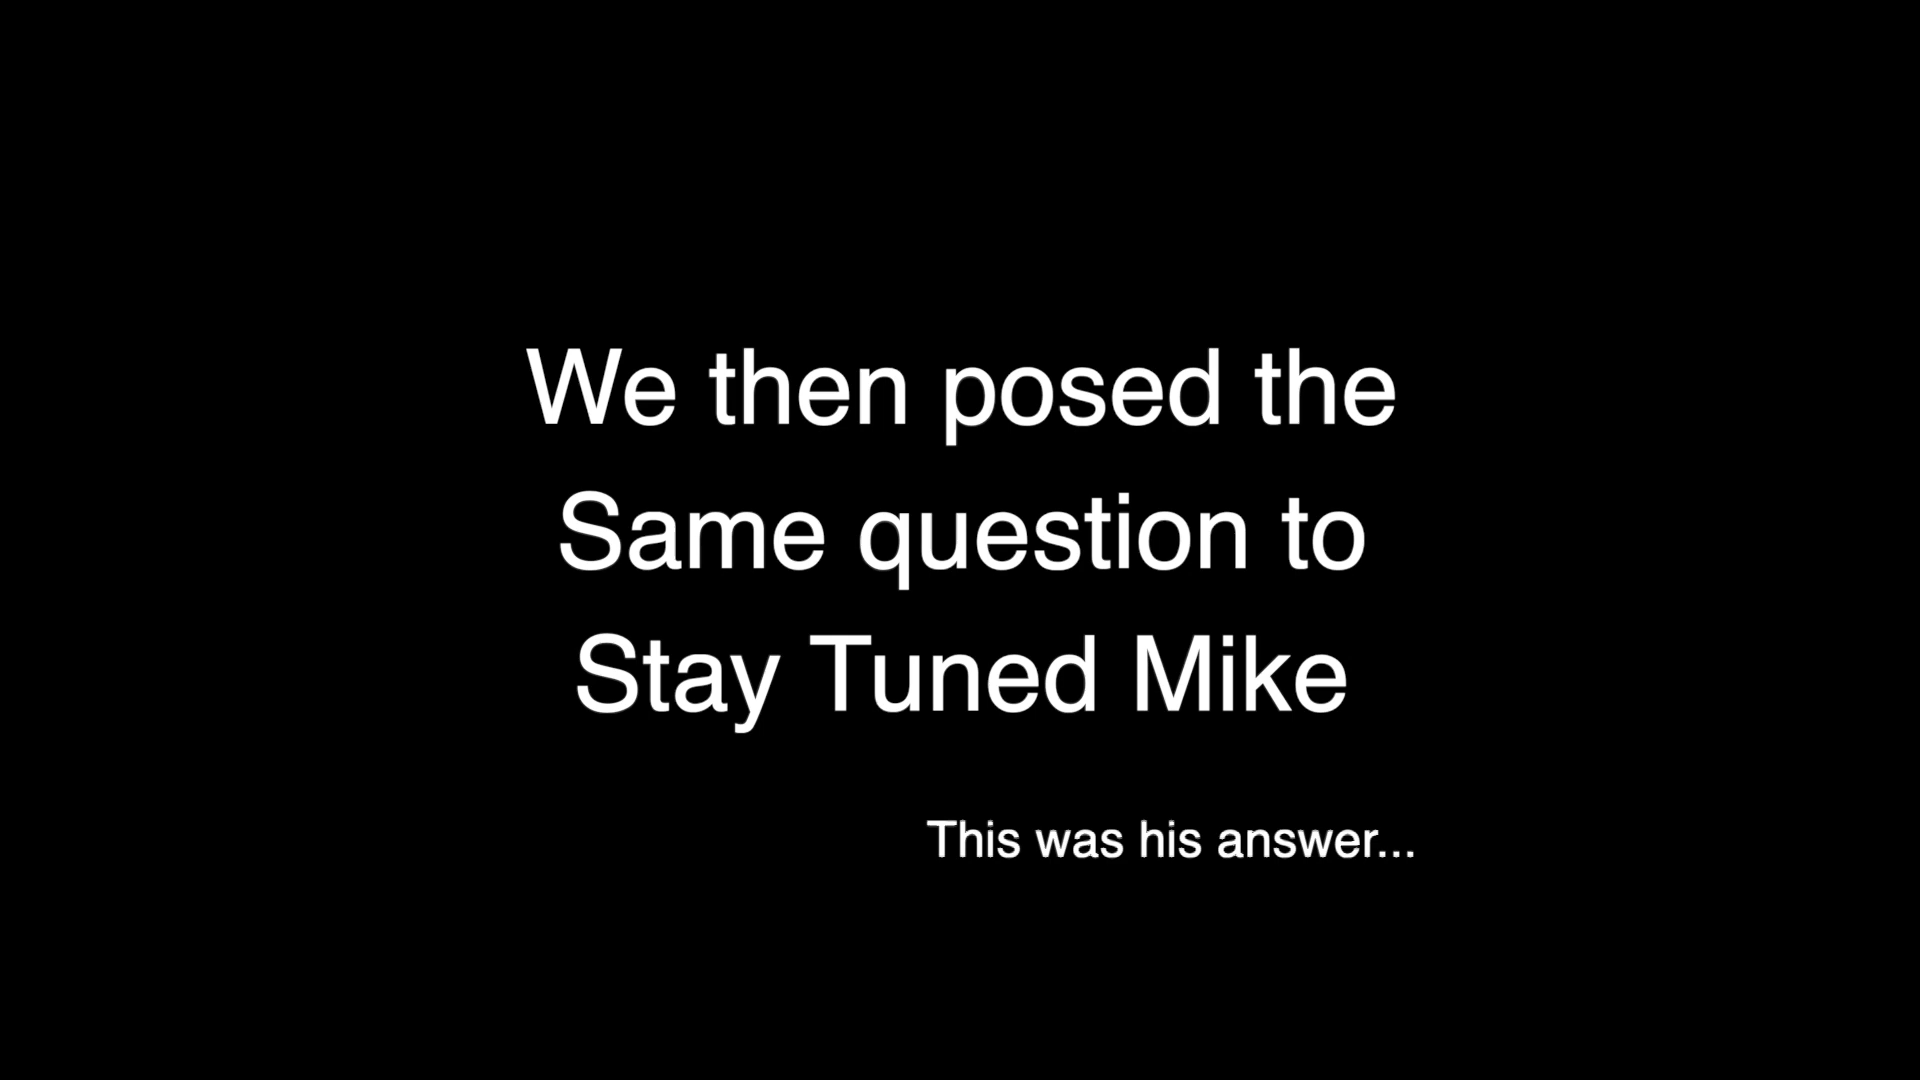 We then posed the
Same question to
Stay Tuned Mike
This was his answer...